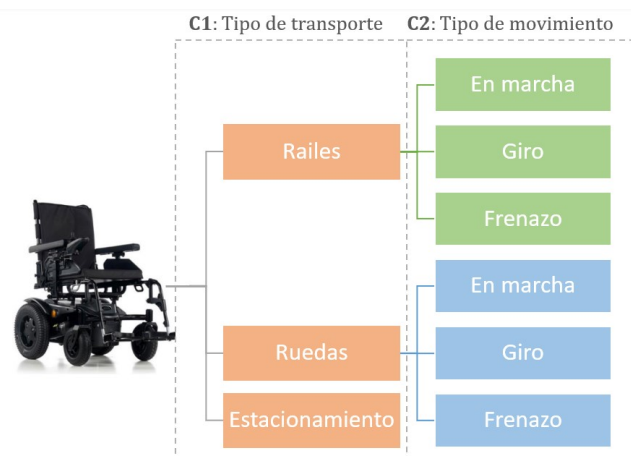 C1: Tipo de transporte
C2: Tipo de movimiento
Railes
En marcha
Giro
Frenazo
Ruedas
En marcha
Giro
Frenazo
Estacionamiento